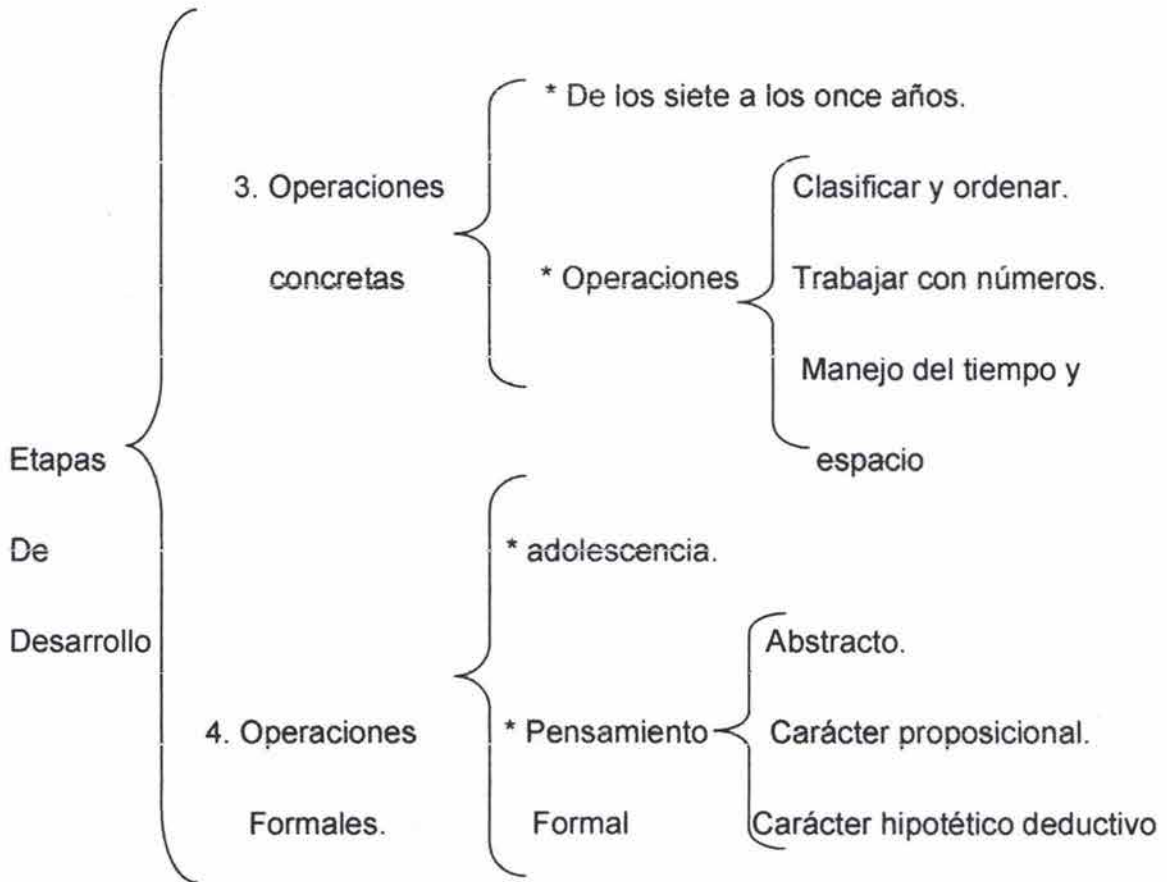 * De los siete a los once años.
3. Operaciones
concretas
* Operaciones
Clasificar y ordenar.
Trabajar con números.
Manejo del tiempo y
espacio
Etapas
De
Desarrollo
* adolescencia.
4. Operaciones
Formales.
* Pensamiento
Formal
Abstracto.
Carácter proposicional.
Carácter hipotético deductivo